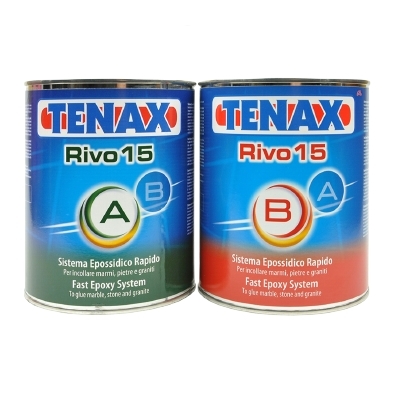 TENAX
Rivo 15
A
B
Sistema Epossidico Rapido
Per incollare marmi, pietre e graniti
Fast Epoxy System
To glue marble, stone and granite
TENAX
Rivo 15
B
A
Sistema Epossidico Rapido
Per incollare marmi, pietre e graniti
Fast Epoxy System
To glue marble, stone and granite